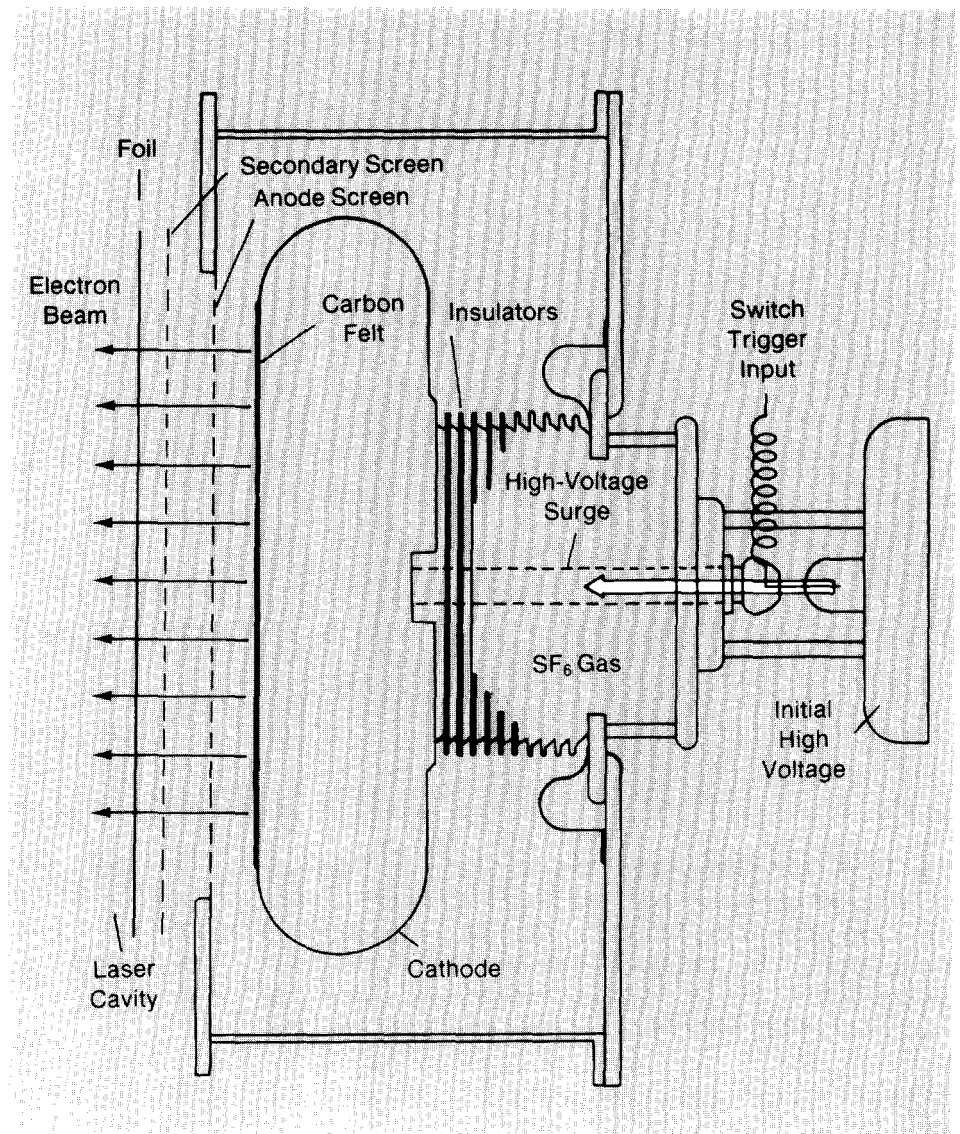 Foil
Secondary Screen
Anode Screen
Electron
Beam
Carbon
Felt
Insulators
Switch
Trigger
Input
High-Voltage
Surge
SF₆ Gas
Initial
High
Voltage
Laser
Cavity
Cathode